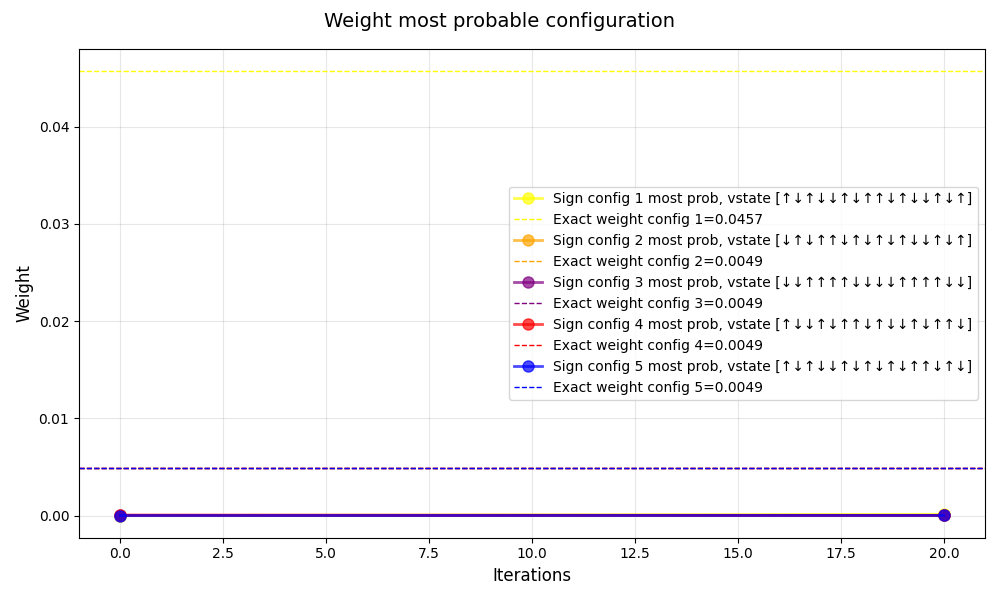 Weight most probable configuration
0.04
0.03
0.02
0.01
0.00
Weight
Sign config 1 most prob, vstate [↑↓↑↓↓↑↓↑↑↓↑↓↓↑↓↑]
Exact weight config 1=0.0457
Sign config 2 most prob, vstate [↓↑↓↑↑↓↑↓↑↓↑↓↓↑↓↑]
Exact weight config 2=0.0049
Sign config 3 most prob, vstate [↓↓↑↑↑↑↓↓↓↓↑↑↑↑↓↓]
Exact weight config 3=0.0049
Sign config 4 most prob, vstate [↑↓↓↑↓↑↑↓↑↓↓↑↓↑↑↓]
Exact weight config 4=0.0049
Sign config 5 most prob, vstate [↑↓↑↓↓↑↓↑↓↑↓↑↑↓↑↓]
Exact weight config 5=0.0049
0.0 2.5 5.0 7.5 10.0 12.5 15.0 17.5 20.0
Iterations